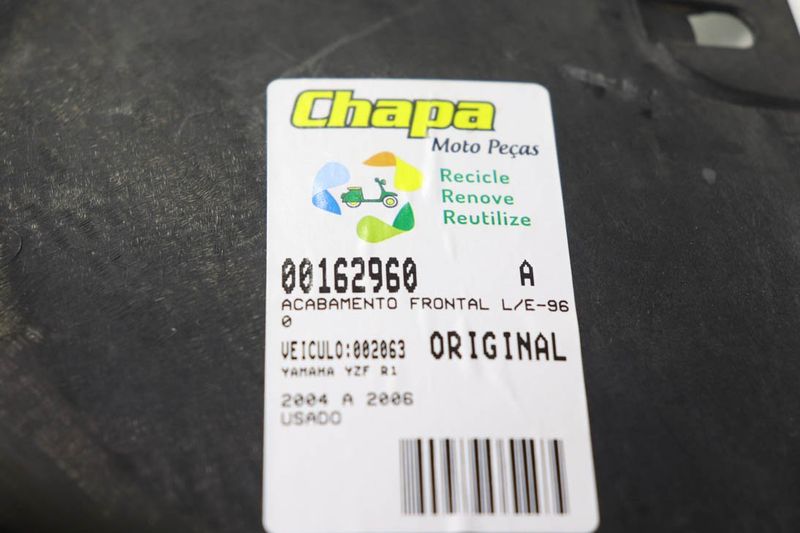 Chapa
Moto Peças
Recicle
Renove
Reutilize
00162960 A
ACABAMENTO FRONTAL L/E-96
0
VEICULO:002063 ORIGINAL
YAMAHA YZF R1
2004 A 2006
USADO